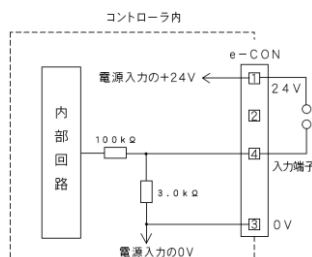 コントローラ内
e-CON
電源入力の+24V
1
24V
2
内部回路
100kΩ
4
入力端子
3.0kΩ
3
0V
電源入力の0V